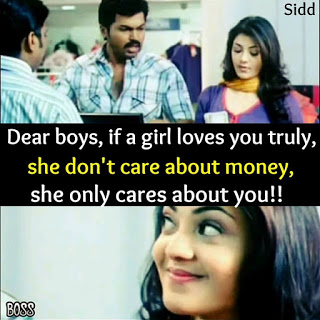 Sidd
Dear boys, if a girl loves you truly,
she don't care about money,
she only cares about you!!
BOSS